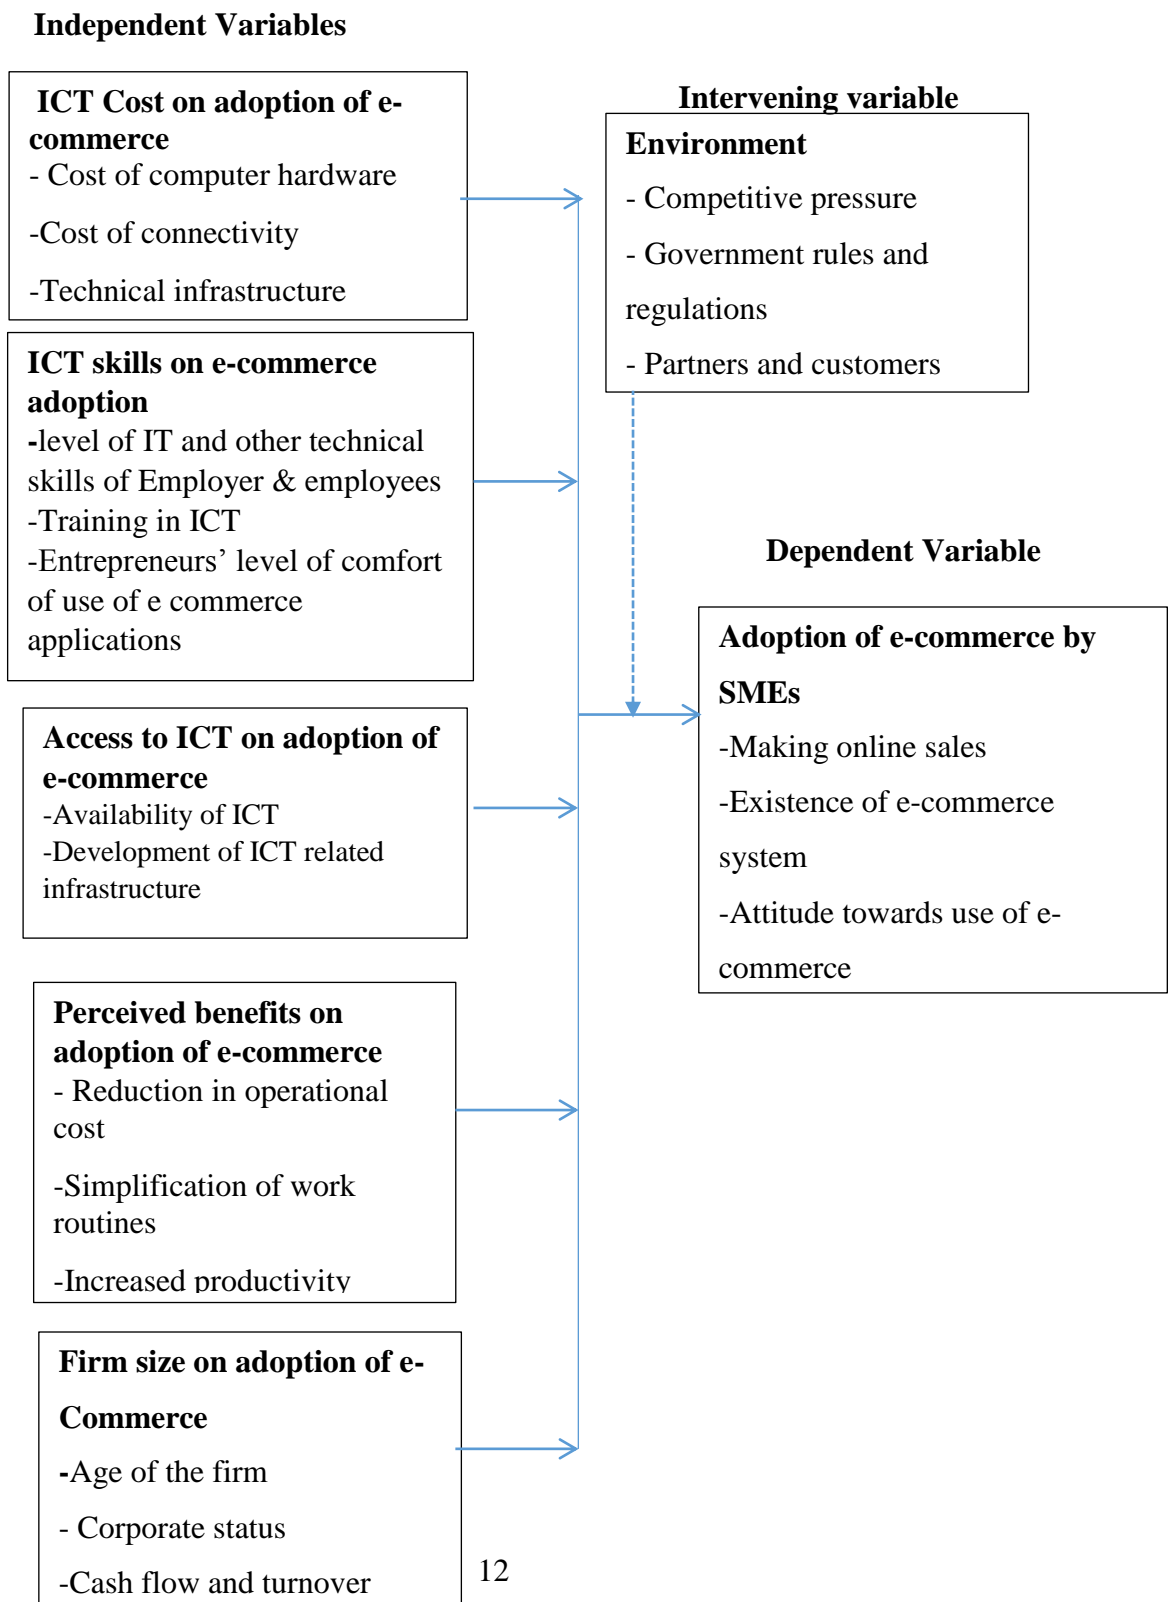 Independent Variables
ICT Cost on adoption of e-
commerce
- Cost of computer hardware
-Cost of connectivity
-Technical infrastructure
ICT skills on e-commerce
adoption
-level of IT and other technical
skills of Employer & employees
-Training in ICT
-Entrepreneurs’ level of comfort
of use of e commerce
applications
Access to ICT on adoption of
e-commerce
-Availability of ICT
-Development of ICT related
infrastructure
Perceived benefits on
adoption of e-commerce
- Reduction in operational
cost
-Simplification of work
routines
-Increased productivity
Firm size on adoption of e-
Commerce
-Age of the firm
- Corporate status
-Cash flow and turnover
Intervening variable
Environment
- Competitive pressure
- Government rules and
regulations
- Partners and customers
Dependent Variable
Adoption of e-commerce by
SMEs
-Making online sales
-Existence of e-commerce
system
-Attitude towards use of e-
commerce
12